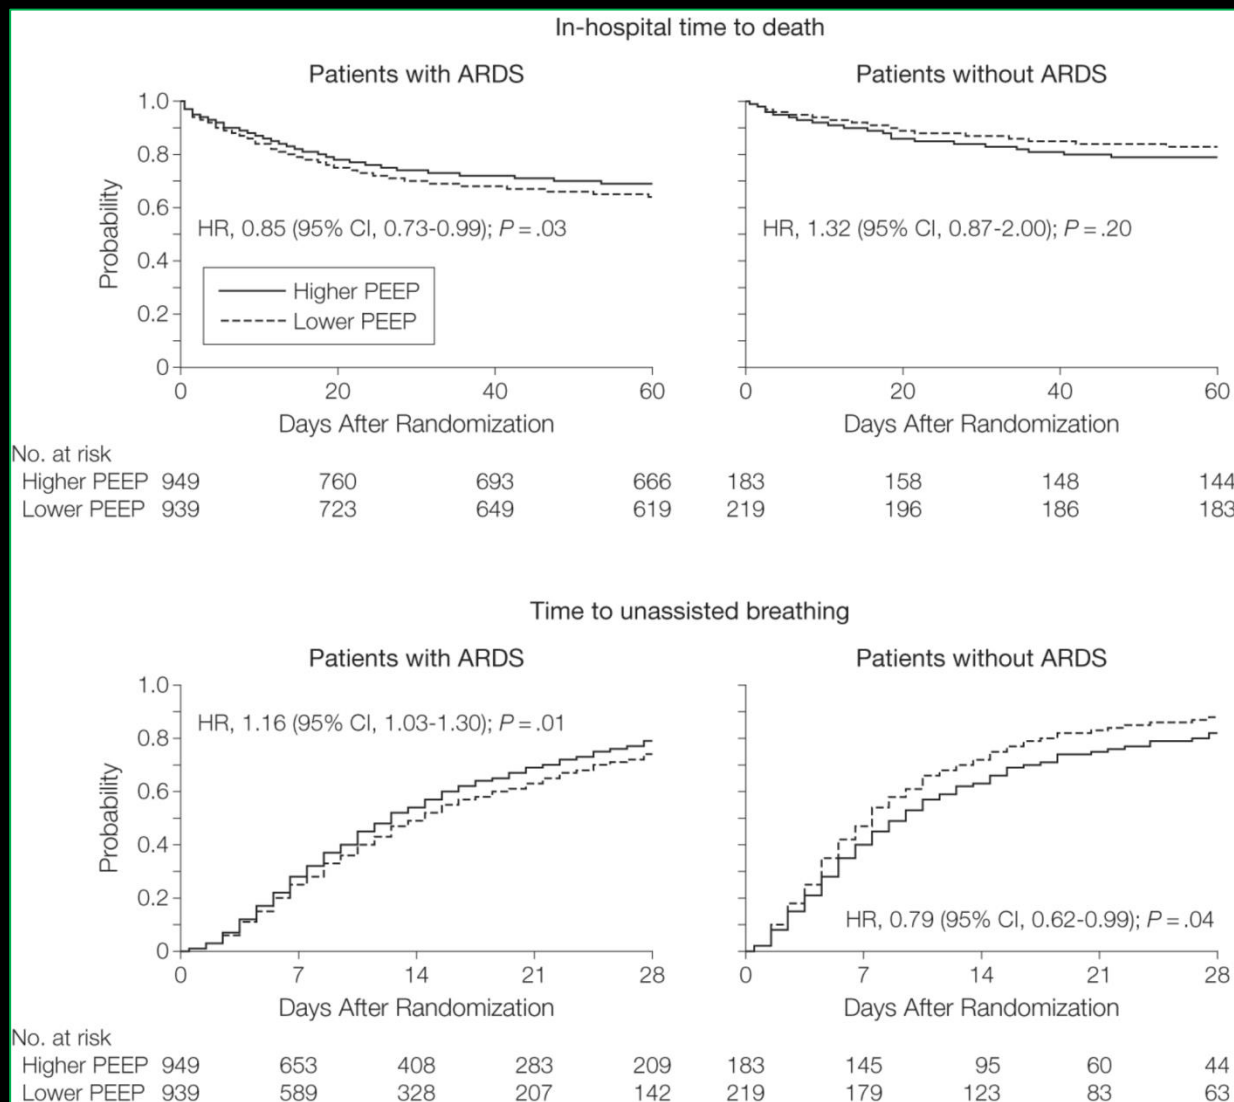 In-hospital time to death
Patients with ARDS
Patients without ARDS
1.0
0.8
0.6
0.4
0.2
0
Probability
HR, 0.85 (95% CI, 0.73-0.99); P = .03
Higher PEEP
Lower PEEP
HR, 1.32 (95% CI, 0.87-2.00); P = .20
0 20 40 60
0 20 40 60
Days After Randomization
Days After Randomization
No. at risk
Higher PEEP 949 760 693 666 183 158 148 144
Lower PEEP 939 723 649 619 219 196 186 183
Time to unassisted breathing
Patients with ARDS
Patients without ARDS
1.0
0.8
0.6
0.4
0.2
0
Probability
HR, 1.16 (95% CI, 1.03-1.30); P = .01
HR, 0.79 (95% CI, 0.62-0.99); P = .04
0 7 14 21 28
0 7 14 21 28
Days After Randomization
Days After Randomization
No. at risk
Higher PEEP 949 653 408 283 209 183 145 95 60 44
Lower PEEP 939 589 328 207 142 219 179 123 83 63